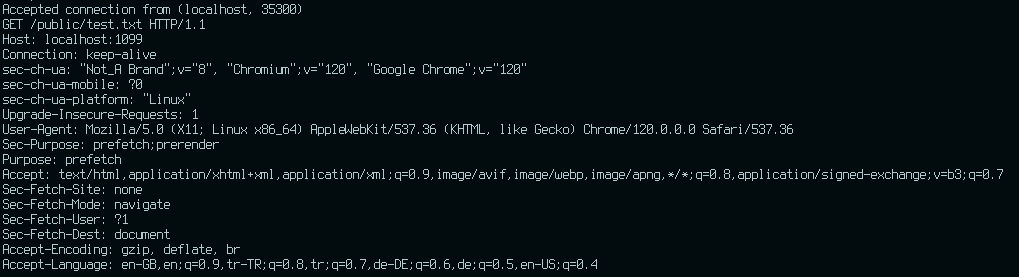 Accepted connection from (localhost, 35300)
GET /public/test.txt HTTP/1.1
Host: localhost:1099
Connection: keep-alive
sec-ch-ua: "Not_A Brand";v="8", "Chromium";v="120", "Google Chrome";v="120"
sec-ch-ua-mobile: ?0
sec-ch-ua-platform: "Linux"
Upgrade-Insecure-Requests: 1
User-Agent: Mozilla/5.0 (X11; Linux x86_64) AppleWebKit/537.36 (KHTML, like Gecko) Chrome/120.0.0.0 Safari/537.36
Sec-Purpose: prefetch;prerender
Purpose: prefetch
Accept: text/html,application/xhtml+xml,application/xml;q=0.9,image/avif,image/webp,image/apng,*/*;q=0.8,application/signed-exchange;v=b3;q=0.7
Sec-Fetch-Site: none
Sec-Fetch-Mode: navigate
Sec-Fetch-User: ?1
Sec-Fetch-Dest: document
Accept-Encoding: gzip, deflate, br
Accept-Language: en-GB,en;q=0.9,tr-TR;q=0.8,tr;q=0.7,de-DE;q=0.6,de;q=0.5,en-US;q=0.4